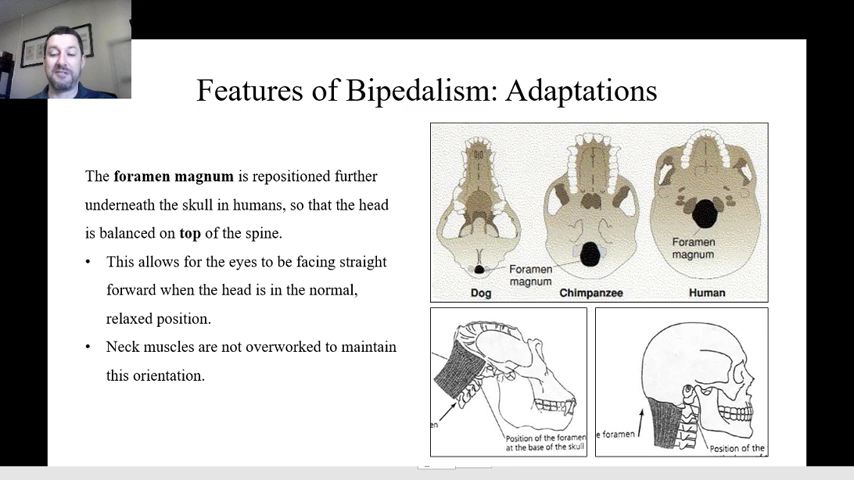 Features of Bipedalism: Adaptations
The foramen magnum is repositioned further
underneath the skull in humans, so that the head
is balanced on top of the spine.
• This allows for the eyes to be facing straight
forward when the head is in the normal,
relaxed position.
• Neck muscles are not overworked to maintain
this orientation.
Foramen
magnum
Foramen
magnum
Dog
Chimpanzee
Human
en
Position of the foramen
at the base of the skull
e foramen
Position of the